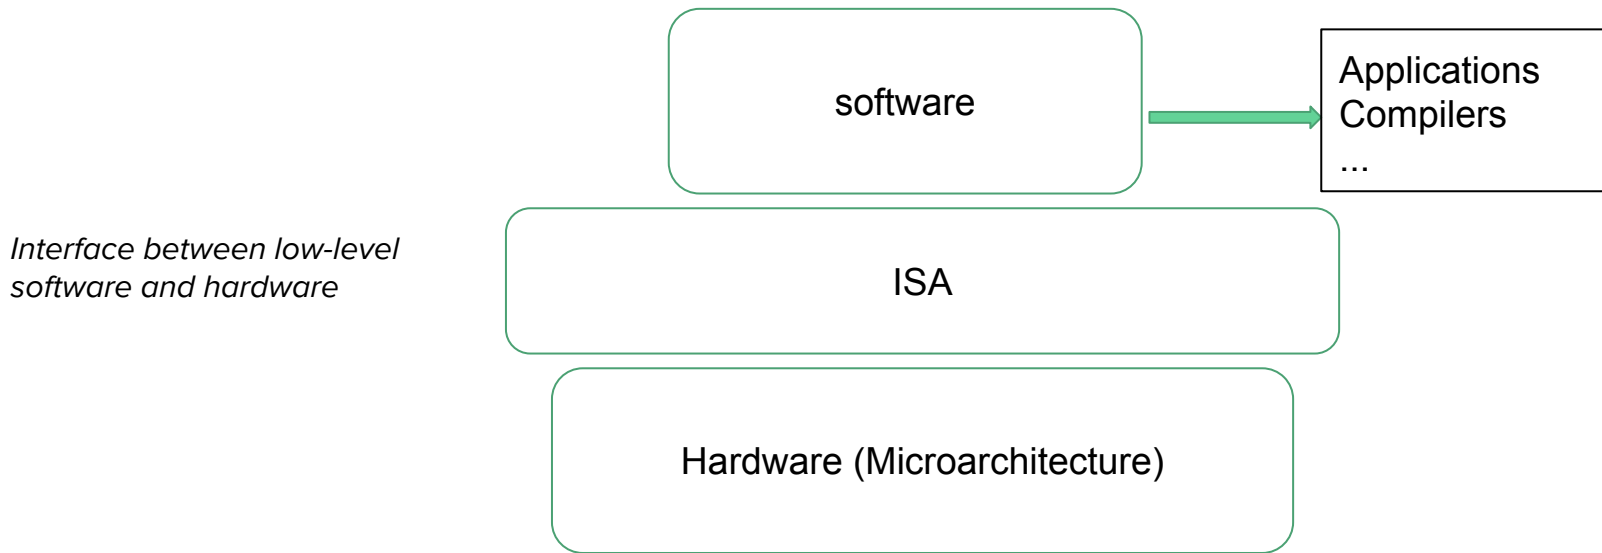 software
Applications
Compilers
...
Interface between low-level
software and hardware
ISA
Hardware (Microarchitecture)